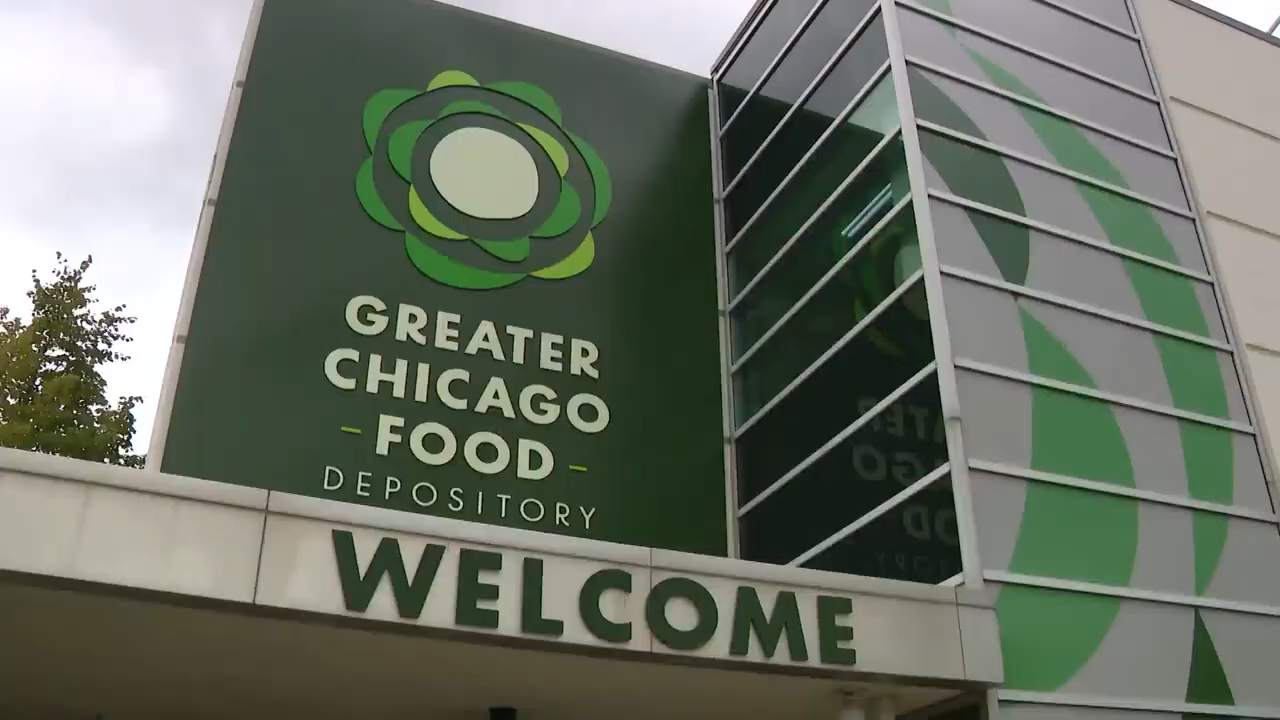 GREATER
CHICAGO
- FOOD -
DEPOSITORY
WELCOME